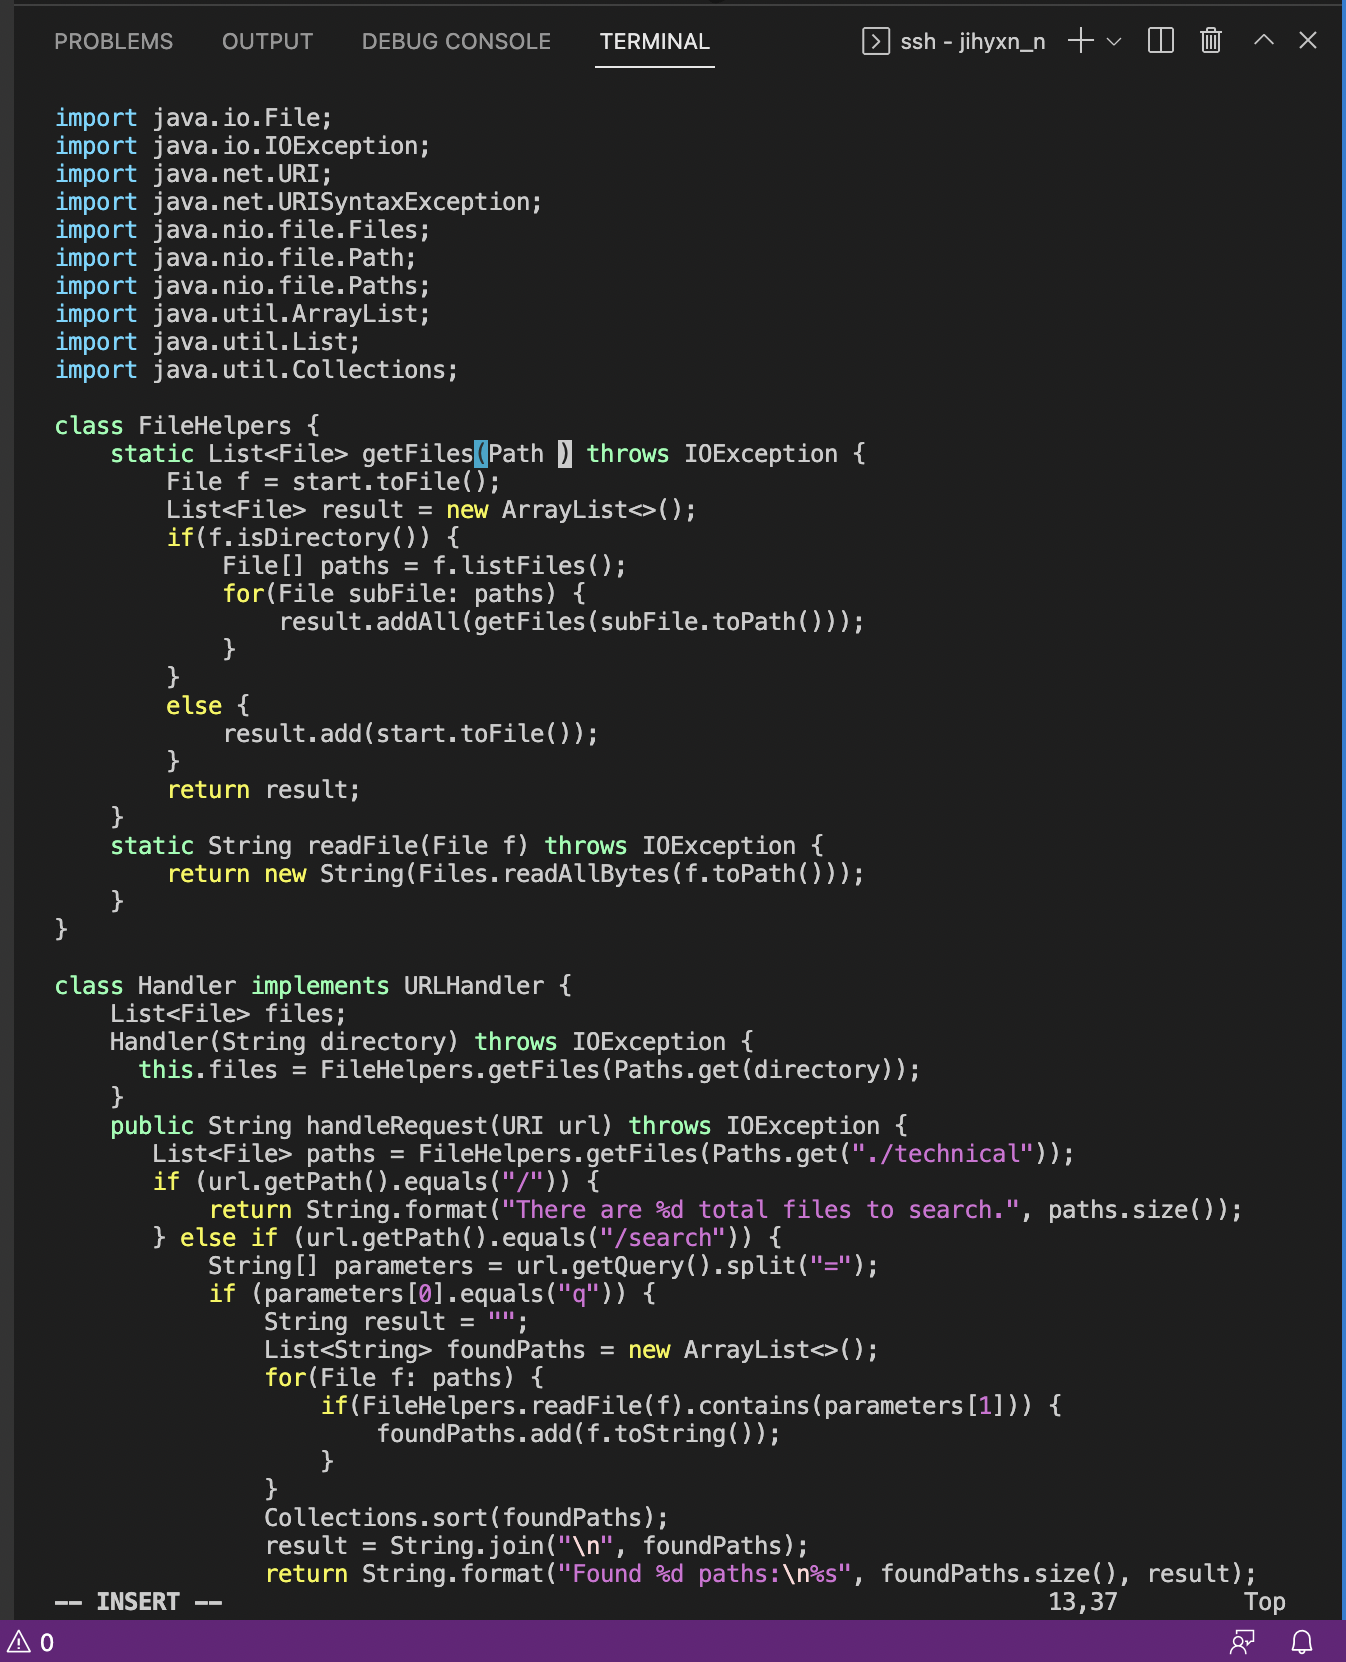 PROBLEMS OUTPUT DEBUG CONSOLE TERMINAL ssh - jihyxn_n
import java.io.File;
import java.io.IOException;
import java.net.URI;
import java.net.URISyntaxException;
import java.nio.file.Files;
import java.nio.file.Path;
import java.nio.file.Paths;
import java.util.ArrayList;
import java.util.List;
import java.util.Collections;

class FileHelpers {
    static List<File> getFiles(Path ) throws IOException {
        File f = start.toFile();
        List<File> result = new ArrayList<>();
        if(f.isDirectory()) {
            File[] paths = f.listFiles();
            for(File subFile: paths) {
                result.addAll(getFiles(subFile.toPath()));
            }
        }
        else {
            result.add(start.toFile());
        }
        return result;
    }
    static String readFile(File f) throws IOException {
        return new String(Files.readAllBytes(f.toPath()));
    }
}

class Handler implements URLHandler {
    List<File> files;
    Handler(String directory) throws IOException {
      this.files = FileHelpers.getFiles(Paths.get(directory));
    }
    public String handleRequest(URI url) throws IOException {
       List<File> paths = FileHelpers.getFiles(Paths.get("./technical"));
       if (url.getPath().equals("/")) {
           return String.format("There are %d total files to search.", paths.size());
       } else if (url.getPath().equals("/search")) {
           String[] parameters = url.getQuery().split("=");
           if (parameters[0].equals("q")) {
               String result = "";
               List<String> foundPaths = new ArrayList<>();
               for(File f: paths) {
                   if(FileHelpers.readFile(f).contains(parameters[1])) {
                       foundPaths.add(f.toString());
                   }
               }
               Collections.sort(foundPaths);
               result = String.join("\n", foundPaths);
               return String.format("Found %d paths:\n%s", foundPaths.size(), result);
-- INSERT -- 13,37 Top
0